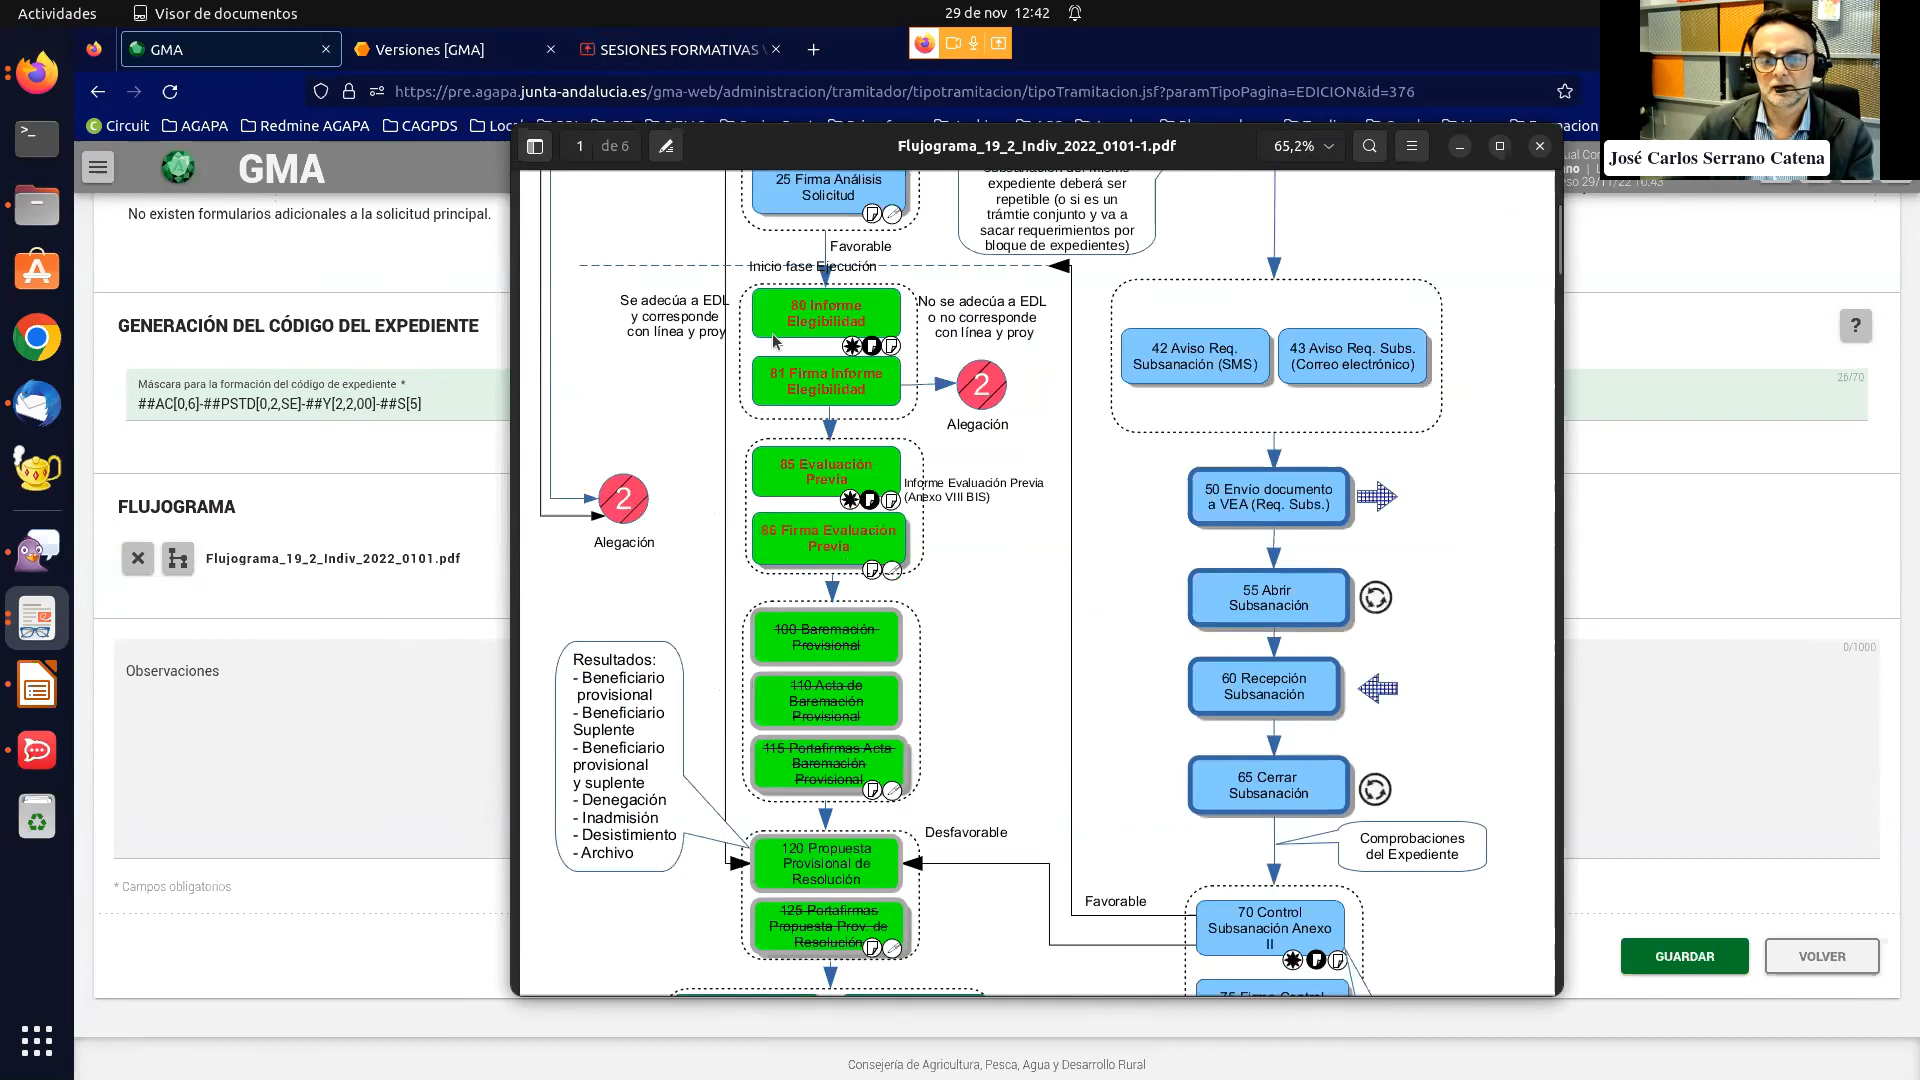 Actividades
Visor de documentos
29 de nov 12:42
GMA
Versiones [GMA]
SESIONES FORMATIVAS
https://pre.agapa.junta-andalucia.es/gma-web/administracion/tramitador/tipotramitacion/tipoTramitacion.jsf?paramTipoPagina=EDICION&id=376
Circuit
AGAPA
Redmine AGAPA
CAGPDS
GMA
José Carlos Serrano Catena
1 de 6
Flujograma_19_2_Indiv_2022_0101-1.pdf
65,2%
No existen formularios adicionales a la solicitud principal.
GENERACIÓN DEL CÓDIGO DEL EXPEDIENTE
?
Máscara para la formación del código de expediente *
##AC[0,6]-##PSTD[0,2,SE]-##Y[2,2,00]-##S[5]
26/70
FLUJOGRAMA
Flujograma_19_2_Indiv_2022_0101.pdf
Observaciones
0/1000
* Campos obligatorios
GUARDAR
VOLVER
Consejería de Agricultura, Pesca, Agua y Desarrollo Rural
25 Firma Análisis
Solicitud
expediente deberá ser
repetible (o si es un
trámtie conjunto y va a
sacar requerimientos por
bloque de expedientes)
Favorable
Inicio fase Ejecución
Se adecúa a EDL
y corresponde
con línea y proy
80 Informe
Elegibilidad
No se adecúa a EDL
o no corresponde
con línea y proy
81 Firma Informe
Elegibilidad
2
Alegación
85 Evaluación
Previa
Informe Evaluación Previa
(Anexo VIII BIS)
86 Firma Evaluación
Previa
2
Alegación
100 Baremación
Provisional
110 Acta de
Baremación
Provisional
115 Portafirmas Acta
Baremación
Provisional
Resultados:
- Beneficiario
provisional
- Beneficiario
Suplente
- Beneficiario
provisional
y suplente
- Denegación
- Inadmisión
- Desistimiento
- Archivo
120 Propuesta
Provisional de
Resolución
Desfavorable
125 Portafirmas
Propuesta Prov. de
Resolución
42 Aviso Req.
Subsanación (SMS)
43 Aviso Req. Subs.
(Correo electrónico)
50 Envío documento
a VEA (Req. Subs.)
55 Abrir
Subsanación
60 Recepción
Subsanación
65 Cerrar
Subsanación
Comprobaciones
del Expediente
Favorable
70 Control
Subsanación Anexo
II
75 Firma Control